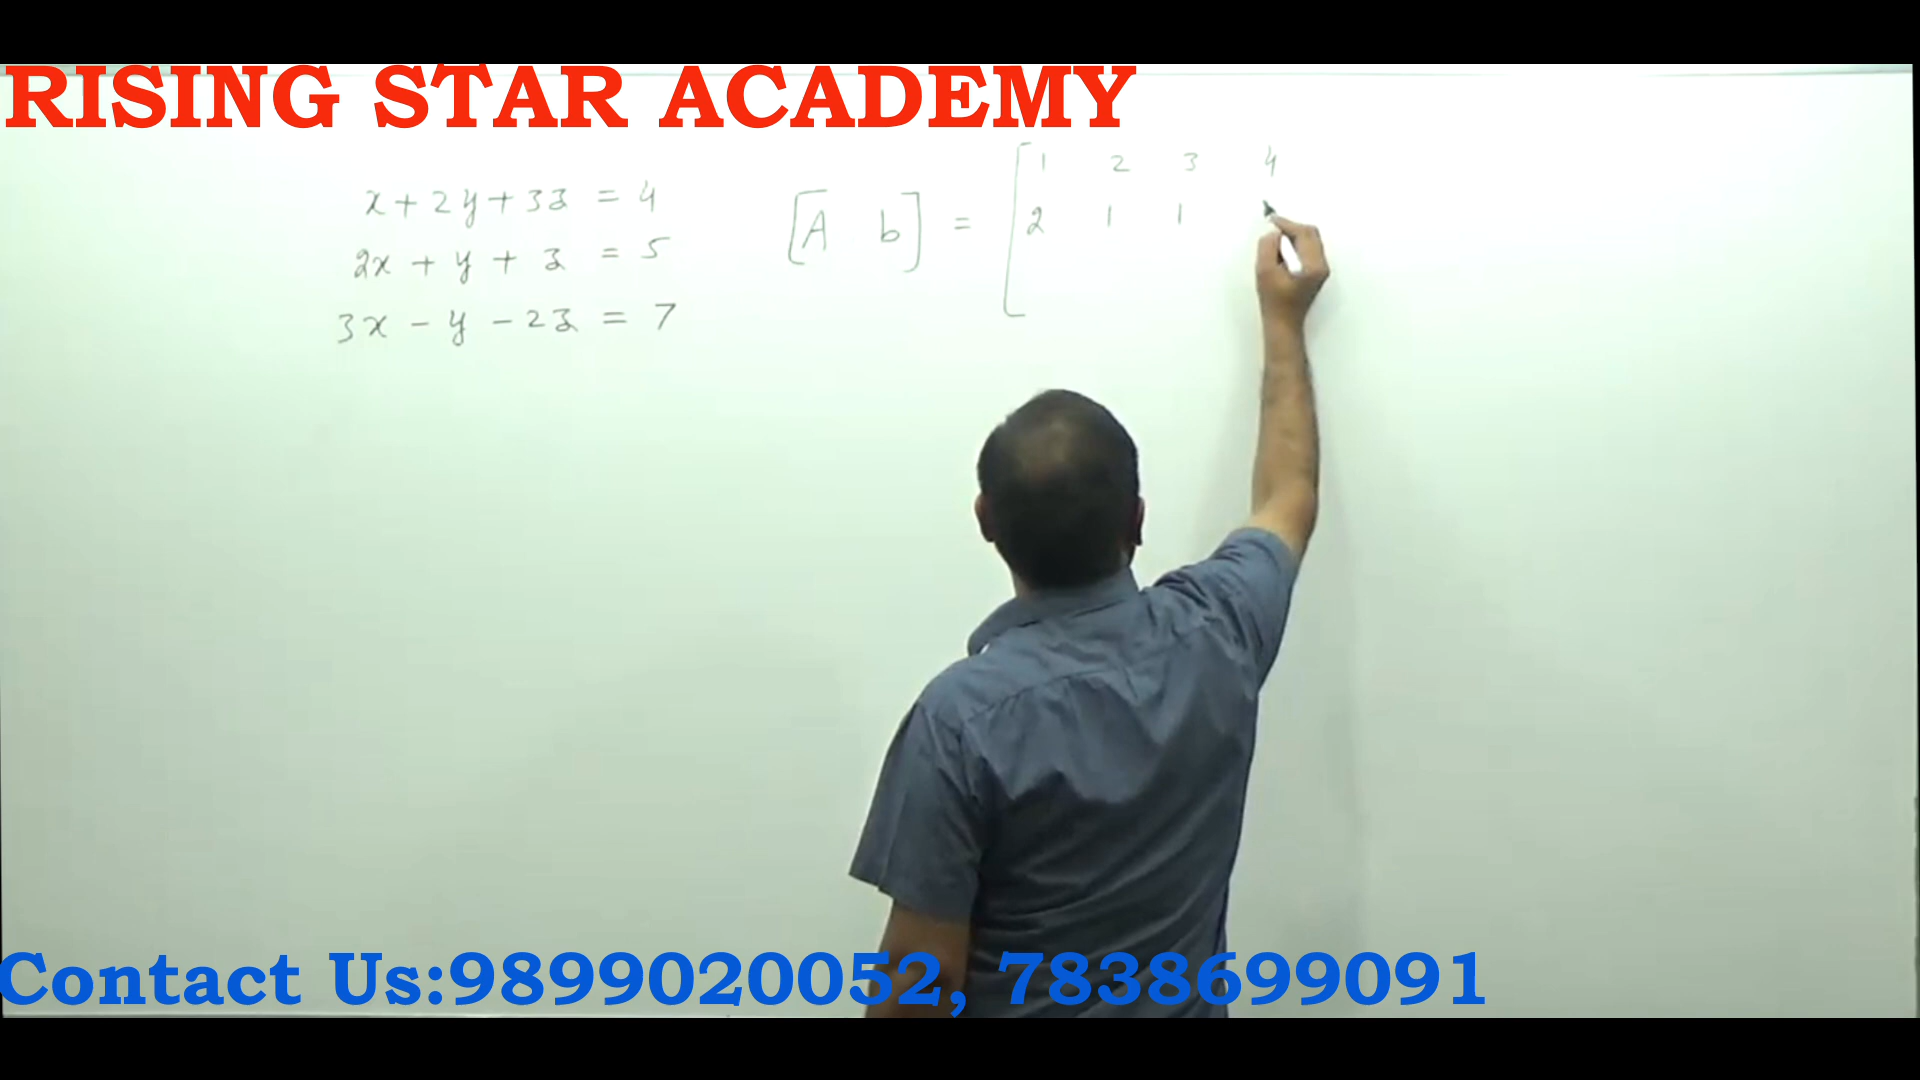 RISING STAR ACADEMY
x + 2y + 3z = 4
2x + y + z = 5
3x - y - 2z = 7
[A b] = [1 2 3 4
2 1 1
Contact Us:9899020052, 7838699091